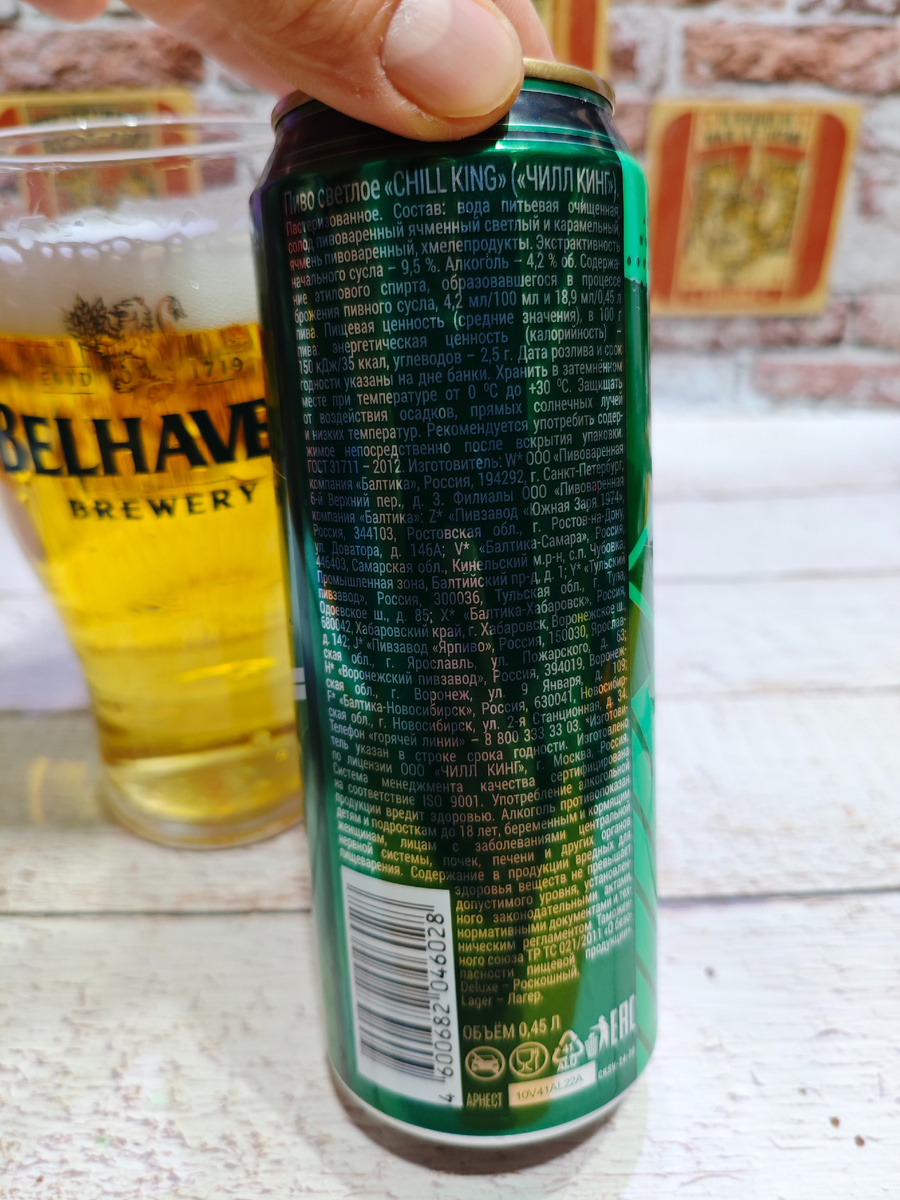 Пиво светлое «CHILL KING» («ЧИЛЛ КИНГ»).
Пастеризованное. Состав: вода питьевая очищенная,
солод пивоваренный ячменный светлый и карамельный,
ячмень пивоваренный, хмелепродукты. Экстрактивность
начального сусла – 9,5 %. Алкоголь – 4,2 % об. Содержа-
ние этилового спирта, образовавшегося в процессе
брожения пивного сусла, 4,2 мл/100 мл и 18,9 мл/0,45 л
пива. Пищевая ценность (средние значения), в 100 г
пива: энергетическая ценность (калорийность) –
150 кДж/35 ккал, углеводов – 2,5 г. Дата розлива и срок
годности указаны на дне банки. Хранить в затемнённом
месте при температуре от 0 °C до +30 °C. Защищать
от воздействия осадков, прямых солнечных лучей
и низких температур. Рекомендуется употребить содер-
жимое непосредственно после вскрытия упаковки.
ГОСТ 31711 – 2012. Изготовитель: W* ООО «Пивоваренная
компания «Балтика», Россия, 194292, г. Санкт-Петербург,
6-й Верхний пер., д. 3. Филиалы ООО «Пивоваренная
компания «Балтика»: Z* «Пивзавод «Южная Заря 1974»,
Россия, 344103, Ростовская обл., г. Ростов-на-Дону,
ул. Доватора, д. 146А; V* «Балтика-Самара», Россия,
446403, Самарская обл., Кинельский м.р-н, с.п. Чубовка,
Промышленная зона, Балтийский пр-д, д. 1; Y* «Тульский
пивзавод», Россия, 300036, Тульская обл., г. Тула,
Одоевское ш., д. 85; X* «Балтика-Хабаровск», Россия,
680042, Хабаровский край, г. Хабаровск, Воронежское ш.,
д. 142; J* «Пивзавод «Ярпиво», Россия, 150030, Ярослав-
ская обл., г. Ярославль, ул. Пожарского, д. 63;
H* «Воронежский пивзавод», Россия, 394019, Воронеж-
ская обл., г. Воронеж, ул. 9 Января, д. 109;
F* «Балтика-Новосибирск», Россия, 630041, Новосибир-
ская обл. г. Новосибирск, ул. 2-я Станционная, д. 34.
Телефон «горячей линии» – 8 800 333 33 03. *Изготови-
тель указан в строке срока годности. Изготовлено
по лицензии ООО «ЧИЛЛ КИНГ», г. Москва, Россия.
Система менеджмента качества сертифицирована
на соответствие ISO 9001. Употребление алкогольной
продукции вредит здоровью. Алкоголь противопоказан
детям и подросткам до 18 лет, беременным и кормящим
женщинам, лицам с заболеваниями центральной
нервной системы, почек, печени и других органов
пищеварения. Содержание в продукции вредных для
здоровья веществ не превышает
допустимого уровня, установлен-
ного законодательными актами,
нормативными документами и тех-
ническим регламентом Таможен-
ного союза ТР ТС 021/2011 «О безо-
пасности пищевой продукции».
Deluxe – Роскошный.
Lager – Лагер.
ОБЪЁМ 0,45 Л
41
ALU
EAC
АРНЕСТ
10V41AL22A
4 600682 046028
ESTD 1719
BELHAVE
BREWERY